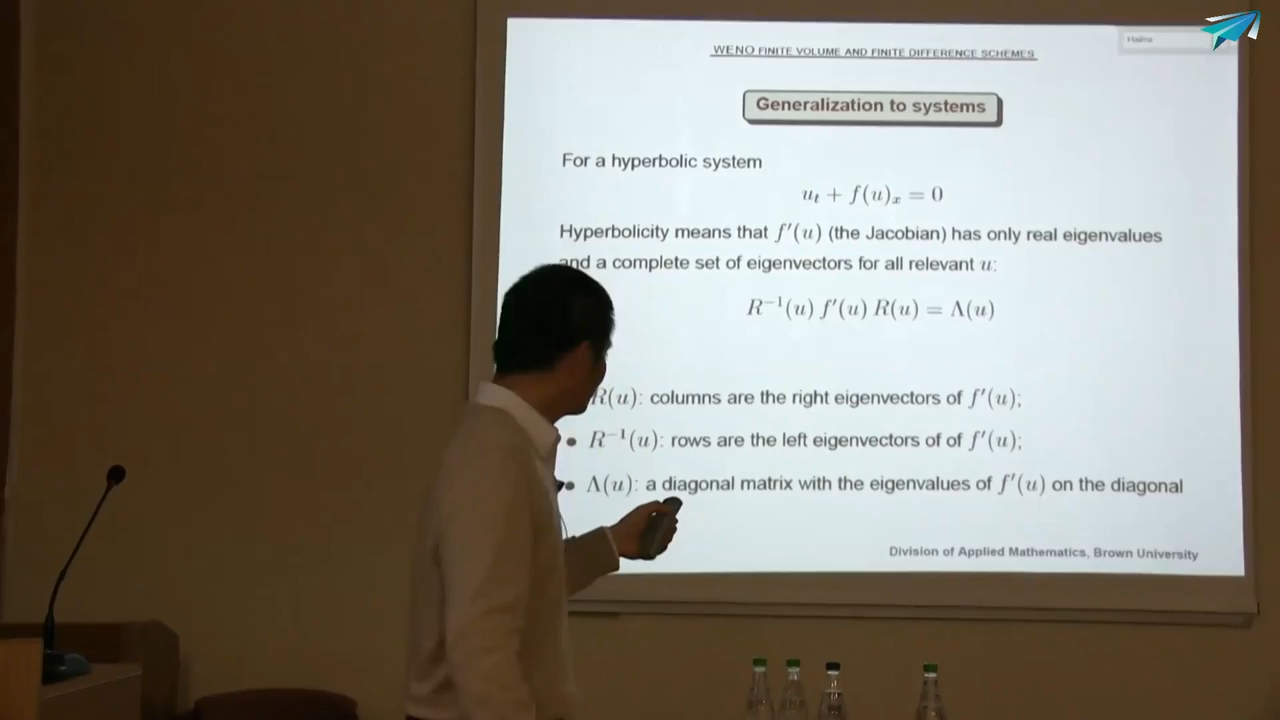 WENO FINITE VOLUME AND FINITE DIFFERENCE SCHEMES
Generalization to systems
For a hyperbolic system
u_t + f(u)_x = 0
Hyperbolicity means that f′(u) (the Jacobian) has only real eigenvalues
and a complete set of eigenvectors for all relevant u:
R⁻¹(u) f′(u) R(u) = Λ(u)
R(u): columns are the right eigenvectors of f′(u);
• R⁻¹(u): rows are the left eigenvectors of of f′(u);
• Λ(u): a diagonal matrix with the eigenvalues of f′(u) on the diagonal
Division of Applied Mathematics, Brown University